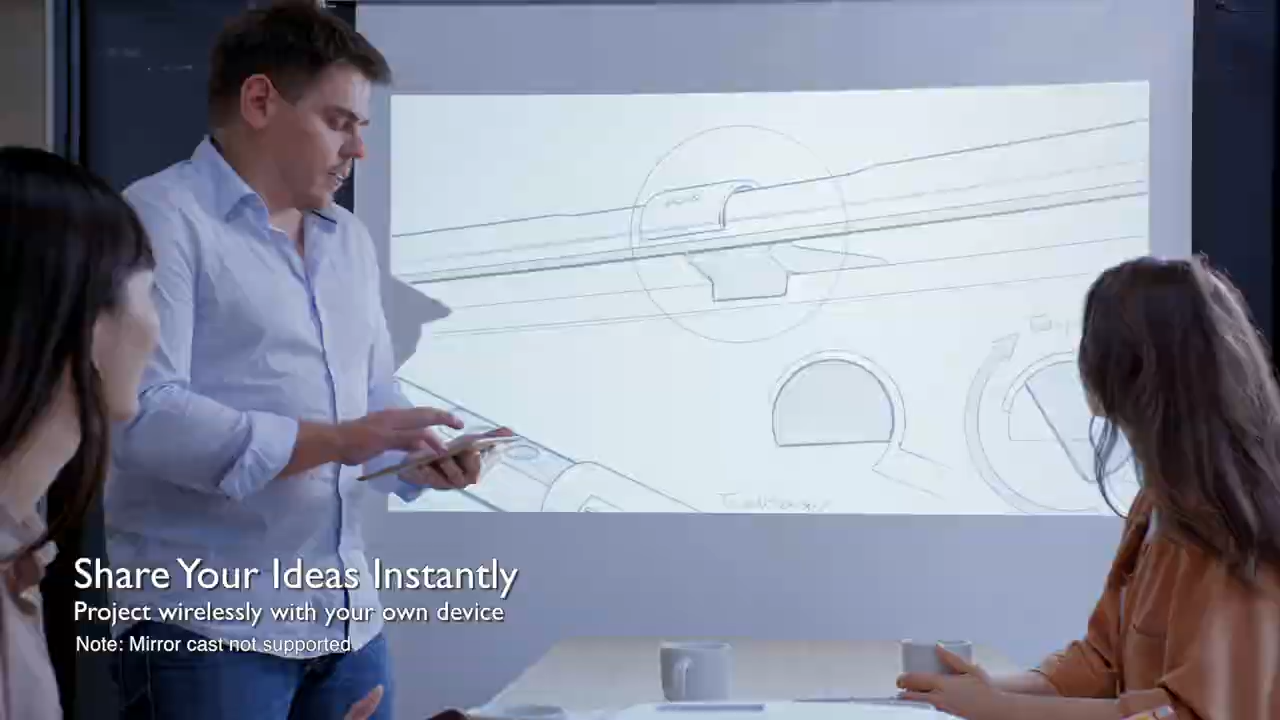 Share Your Ideas Instantly
Project wirelessly with your own device
Note: Mirror cast not supported.